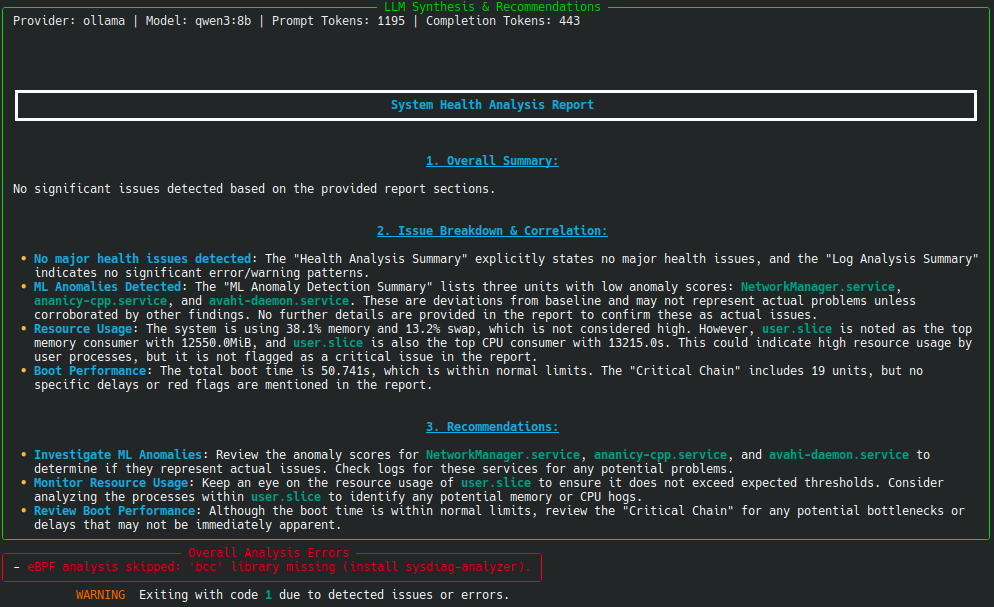 LLM Synthesis & Recommendations
Provider: ollama | Model: qwen3:8b | Prompt Tokens: 1195 | Completion Tokens: 443
System Health Analysis Report
1. Overall Summary:
No significant issues detected based on the provided report sections.
2. Issue Breakdown & Correlation:
• No major health issues detected: The "Health Analysis Summary" explicitly states no major health issues, and the "Log Analysis Summary"
indicates no significant error/warning patterns.
• ML Anomalies Detected: The "ML Anomaly Detection Summary" lists three units with low anomaly scores: NetworkManager.service,
ananicy-cpp.service, and avahi-daemon.service. These are deviations from baseline and may not represent actual problems unless
corroborated by other findings. No further details are provided in the report to confirm these as actual issues.
• Resource Usage: The system is using 38.1% memory and 13.2% swap, which is not considered high. However, user.slice is noted as the top
memory consumer with 12550.0MiB, and user.slice is also the top CPU consumer with 13215.0s. This could indicate high resource usage by
user processes, but it is not flagged as a critical issue in the report.
• Boot Performance: The total boot time is 50.741s, which is within normal limits. The "Critical Chain" includes 19 units, but no
specific delays or red flags are mentioned in the report.
3. Recommendations:
• Investigate ML Anomalies: Review the anomaly scores for NetworkManager.service, ananicy-cpp.service, and avahi-daemon.service to
determine if they represent actual issues. Check logs for these services for any potential problems.
• Monitor Resource Usage: Keep an eye on the resource usage of user.slice to ensure it does not exceed expected thresholds. Consider
analyzing the processes within user.slice to identify any potential memory or CPU hogs.
• Review Boot Performance: Although the boot time is within normal limits, review the "Critical Chain" for any potential bottlenecks or
delays that may not be immediately apparent.
Overall Analysis Errors
- eBPF analysis skipped: 'bcc' library missing (install sysdiag-analyzer).
WARNING Exiting with code 1 due to detected issues or errors.